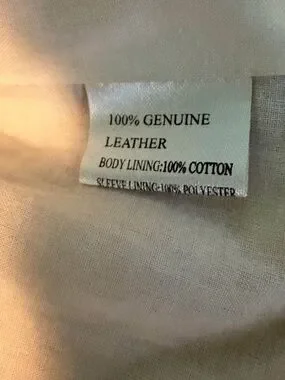 100% GENUINE
LEATHER
BODY LINING:100% COTTON
SLEEVE LINING:100% POLYESTER